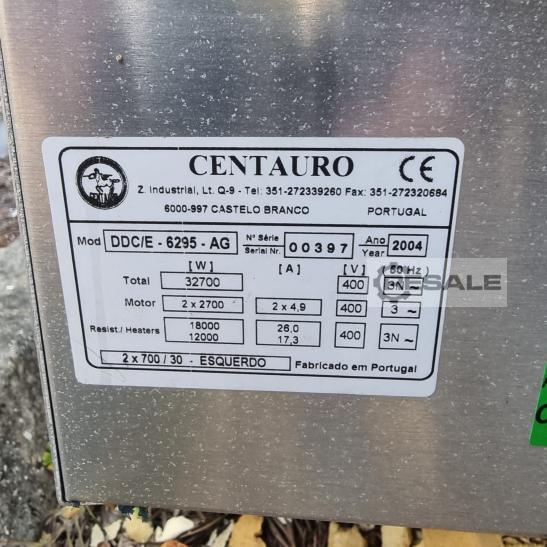 CENTAURO CE
Z. Industrial, Lt. Q-9 - Tel: 351-272339260 Fax: 351-272320684
6000-997 CASTELO BRANCO PORTUGAL
Mod DDC/E - 6295 - AG Nº Série Serial Nr. 00397 Ano Year 2004
[W] [A] [V] 50 Hz)
Total 32700 400 3N ~
Motor 2 x 2700 2 x 4,9 400 3 ~
Resist./ Heaters 18000 26,0 400 3N ~
12000 17,3
2 x 700 / 30 - ESQUERDO Fabricado em Portugal